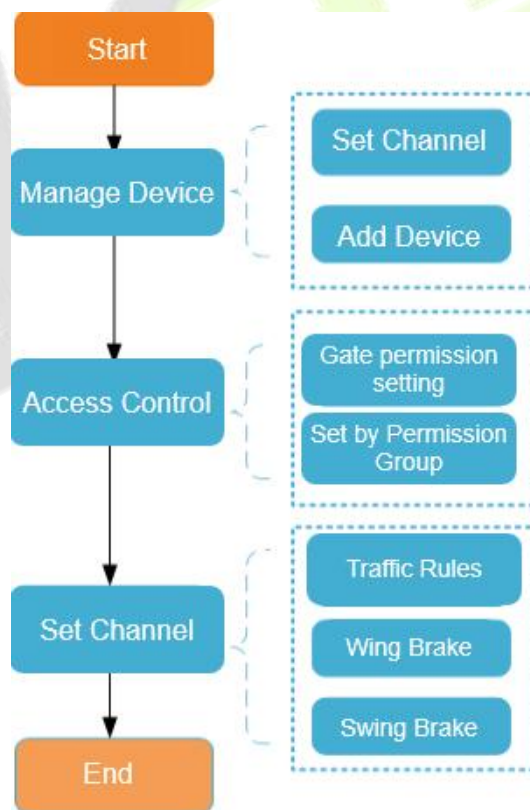 Start
Manage Device
Set Channel
Add Device
Access Control
Gate permission
setting
Set by Permission
Group
Set Channel
Traffic Rules
Wing Brake
Swing Brake
End